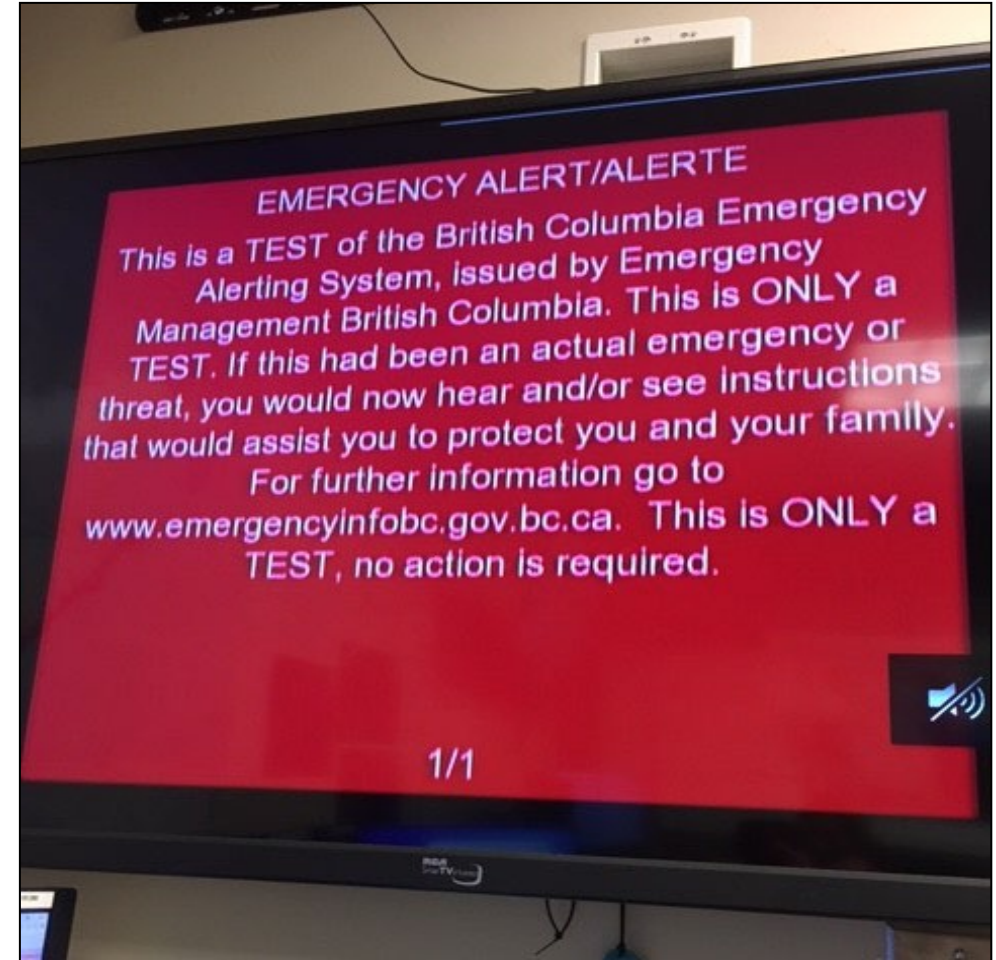 EMERGENCY ALERT/ALERTE
This is a TEST of the British Columbia Emergency
Alerting System, issued by Emergency
Management British Columbia. This is ONLY a
TEST. If this had been an actual emergency or
threat, you would now hear and/or see instructions
that would assist you to protect you and your family.
For further information go to
www.emergencyinfobc.gov.bc.ca. This is ONLY a
TEST, no action is required.
1/1
RCA